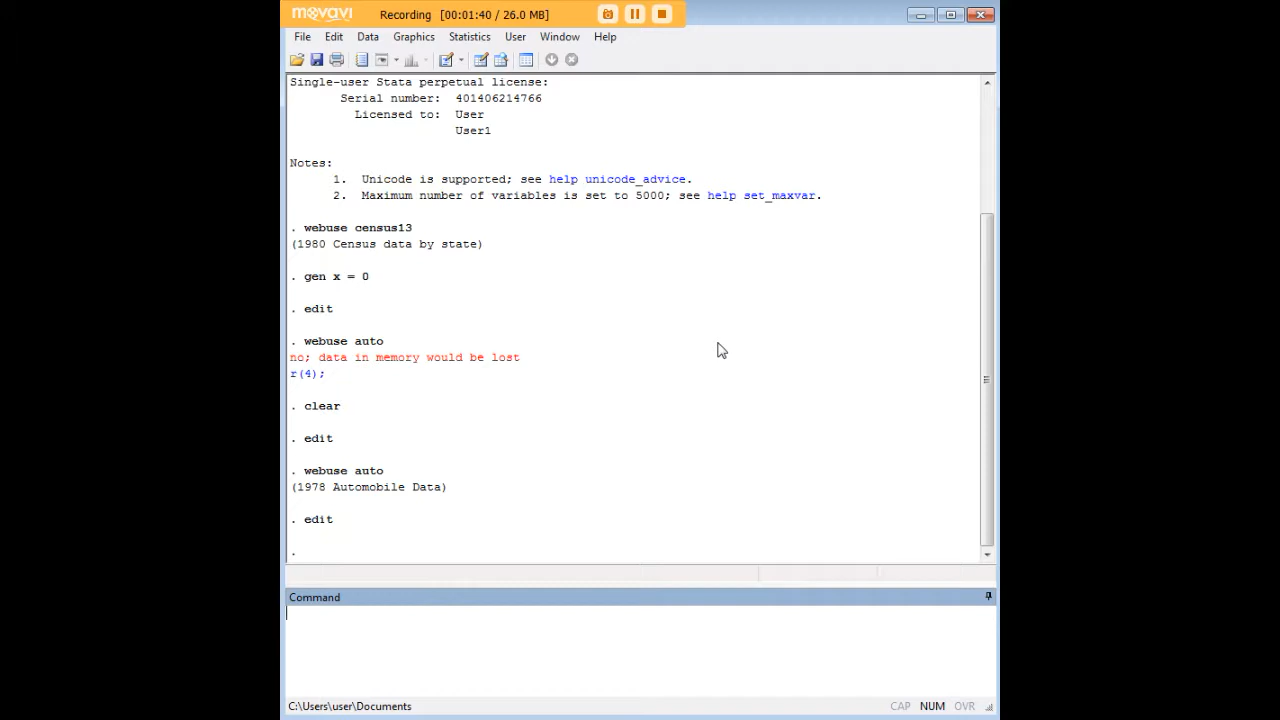 movavi Recording [00:01:40 / 26.0 MB]
File Edit Data Graphics Statistics User Window Help
Single-user Stata perpetual license:
Serial number: 401406214766
Licensed to: User
User1
Notes:
1. Unicode is supported; see help unicode_advice.
2. Maximum number of variables is set to 5000; see help set_maxvar.
. webuse census13
(1980 Census data by state)
. gen x = 0
. edit
. webuse auto
no; data in memory would be lost
r(4);
. clear
. edit
. webuse auto
(1978 Automobile Data)
. edit
.
Command
C:\Users\user\Documents CAP NUM OVR